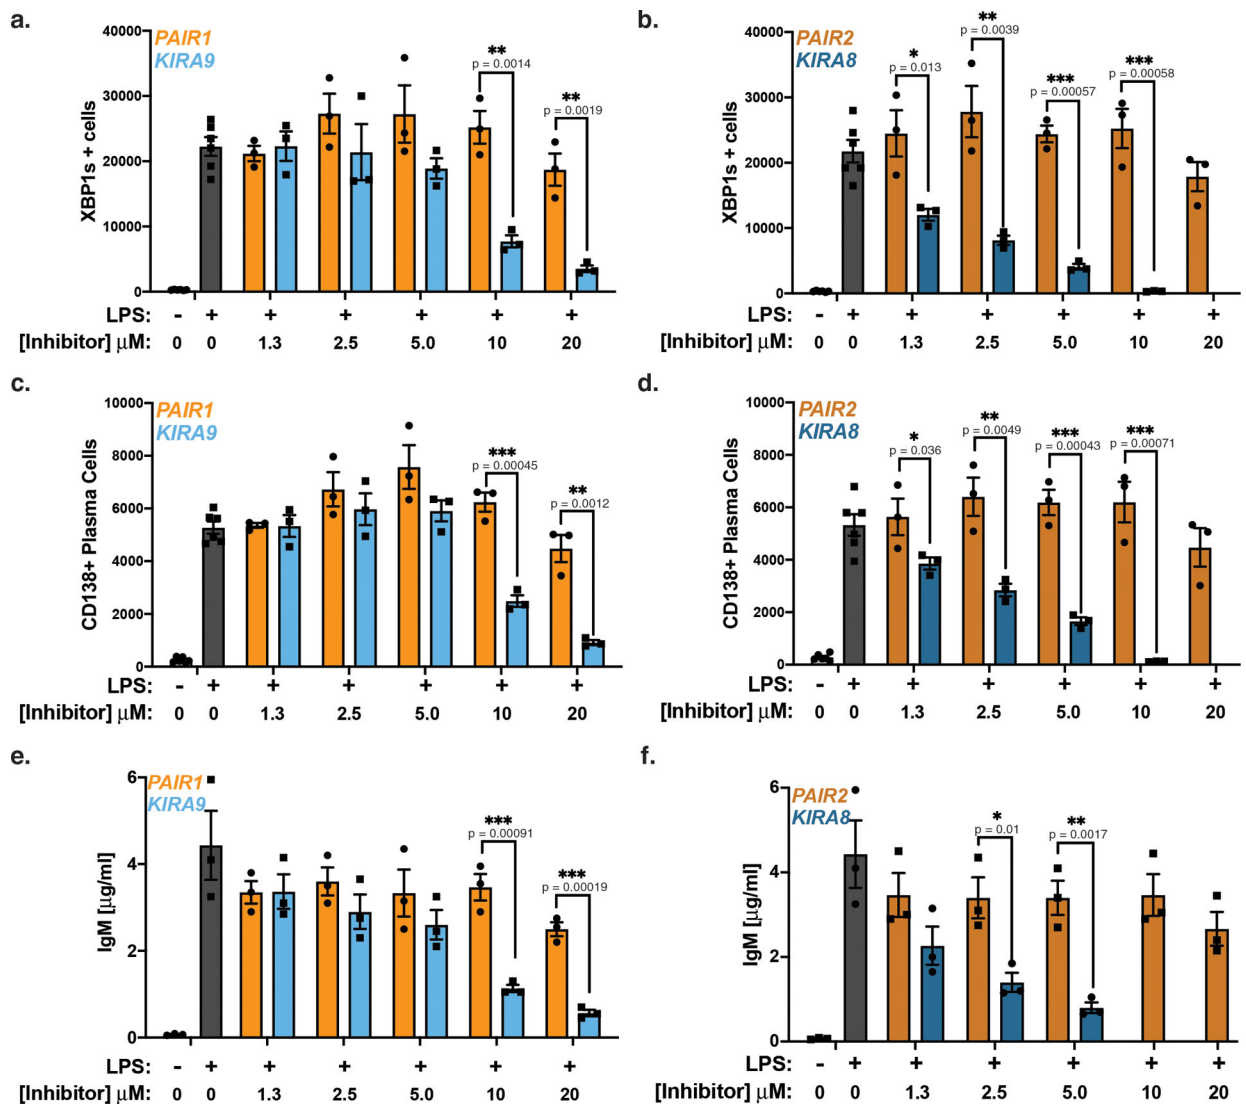 a.
PAIR1
KIRA9
XBP1s + cells
40000
30000
20000
10000
0
**
p = 0.0014
**
p = 0.0019
LPS: - + + + + + +
[Inhibitor] µM: 0 0 1.3 2.5 5.0 10 20
b.
PAIR2
KIRA8
XBP1s + cells
40000
30000
20000
10000
0
*
p = 0.013
**
p = 0.0039
***
p = 0.00057
***
p = 0.00058
LPS: - + + + + + +
[Inhibitor] µM: 0 0 1.3 2.5 5.0 10 20
c.
PAIR1
KIRA9
CD138+ Plasma Cells
10000
8000
6000
4000
2000
0
***
p = 0.00045
**
p = 0.0012
LPS: - + + + + + +
[Inhibitor] µM: 0 0 1.3 2.5 5.0 10 20
d.
PAIR2
KIRA8
CD138+ Plasma Cells
10000
8000
6000
4000
2000
0
*
p = 0.036
**
p = 0.0049
***
p = 0.00043
***
p = 0.00071
LPS: - + + + + + +
[Inhibitor] µM: 0 0 1.3 2.5 5.0 10 20
e.
PAIR1
KIRA9
IgM [µg/ml]
6
4
2
0
***
p = 0.00091
***
p = 0.00019
LPS: - + + + + + +
[Inhibitor] µM: 0 0 1.3 2.5 5.0 10 20
f.
PAIR2
KIRA8
IgM [µg/ml]
6
4
2
0
*
p = 0.01
**
p = 0.0017
LPS: - + + + + + +
[Inhibitor] µM: 0 0 1.3 2.5 5.0 10 20